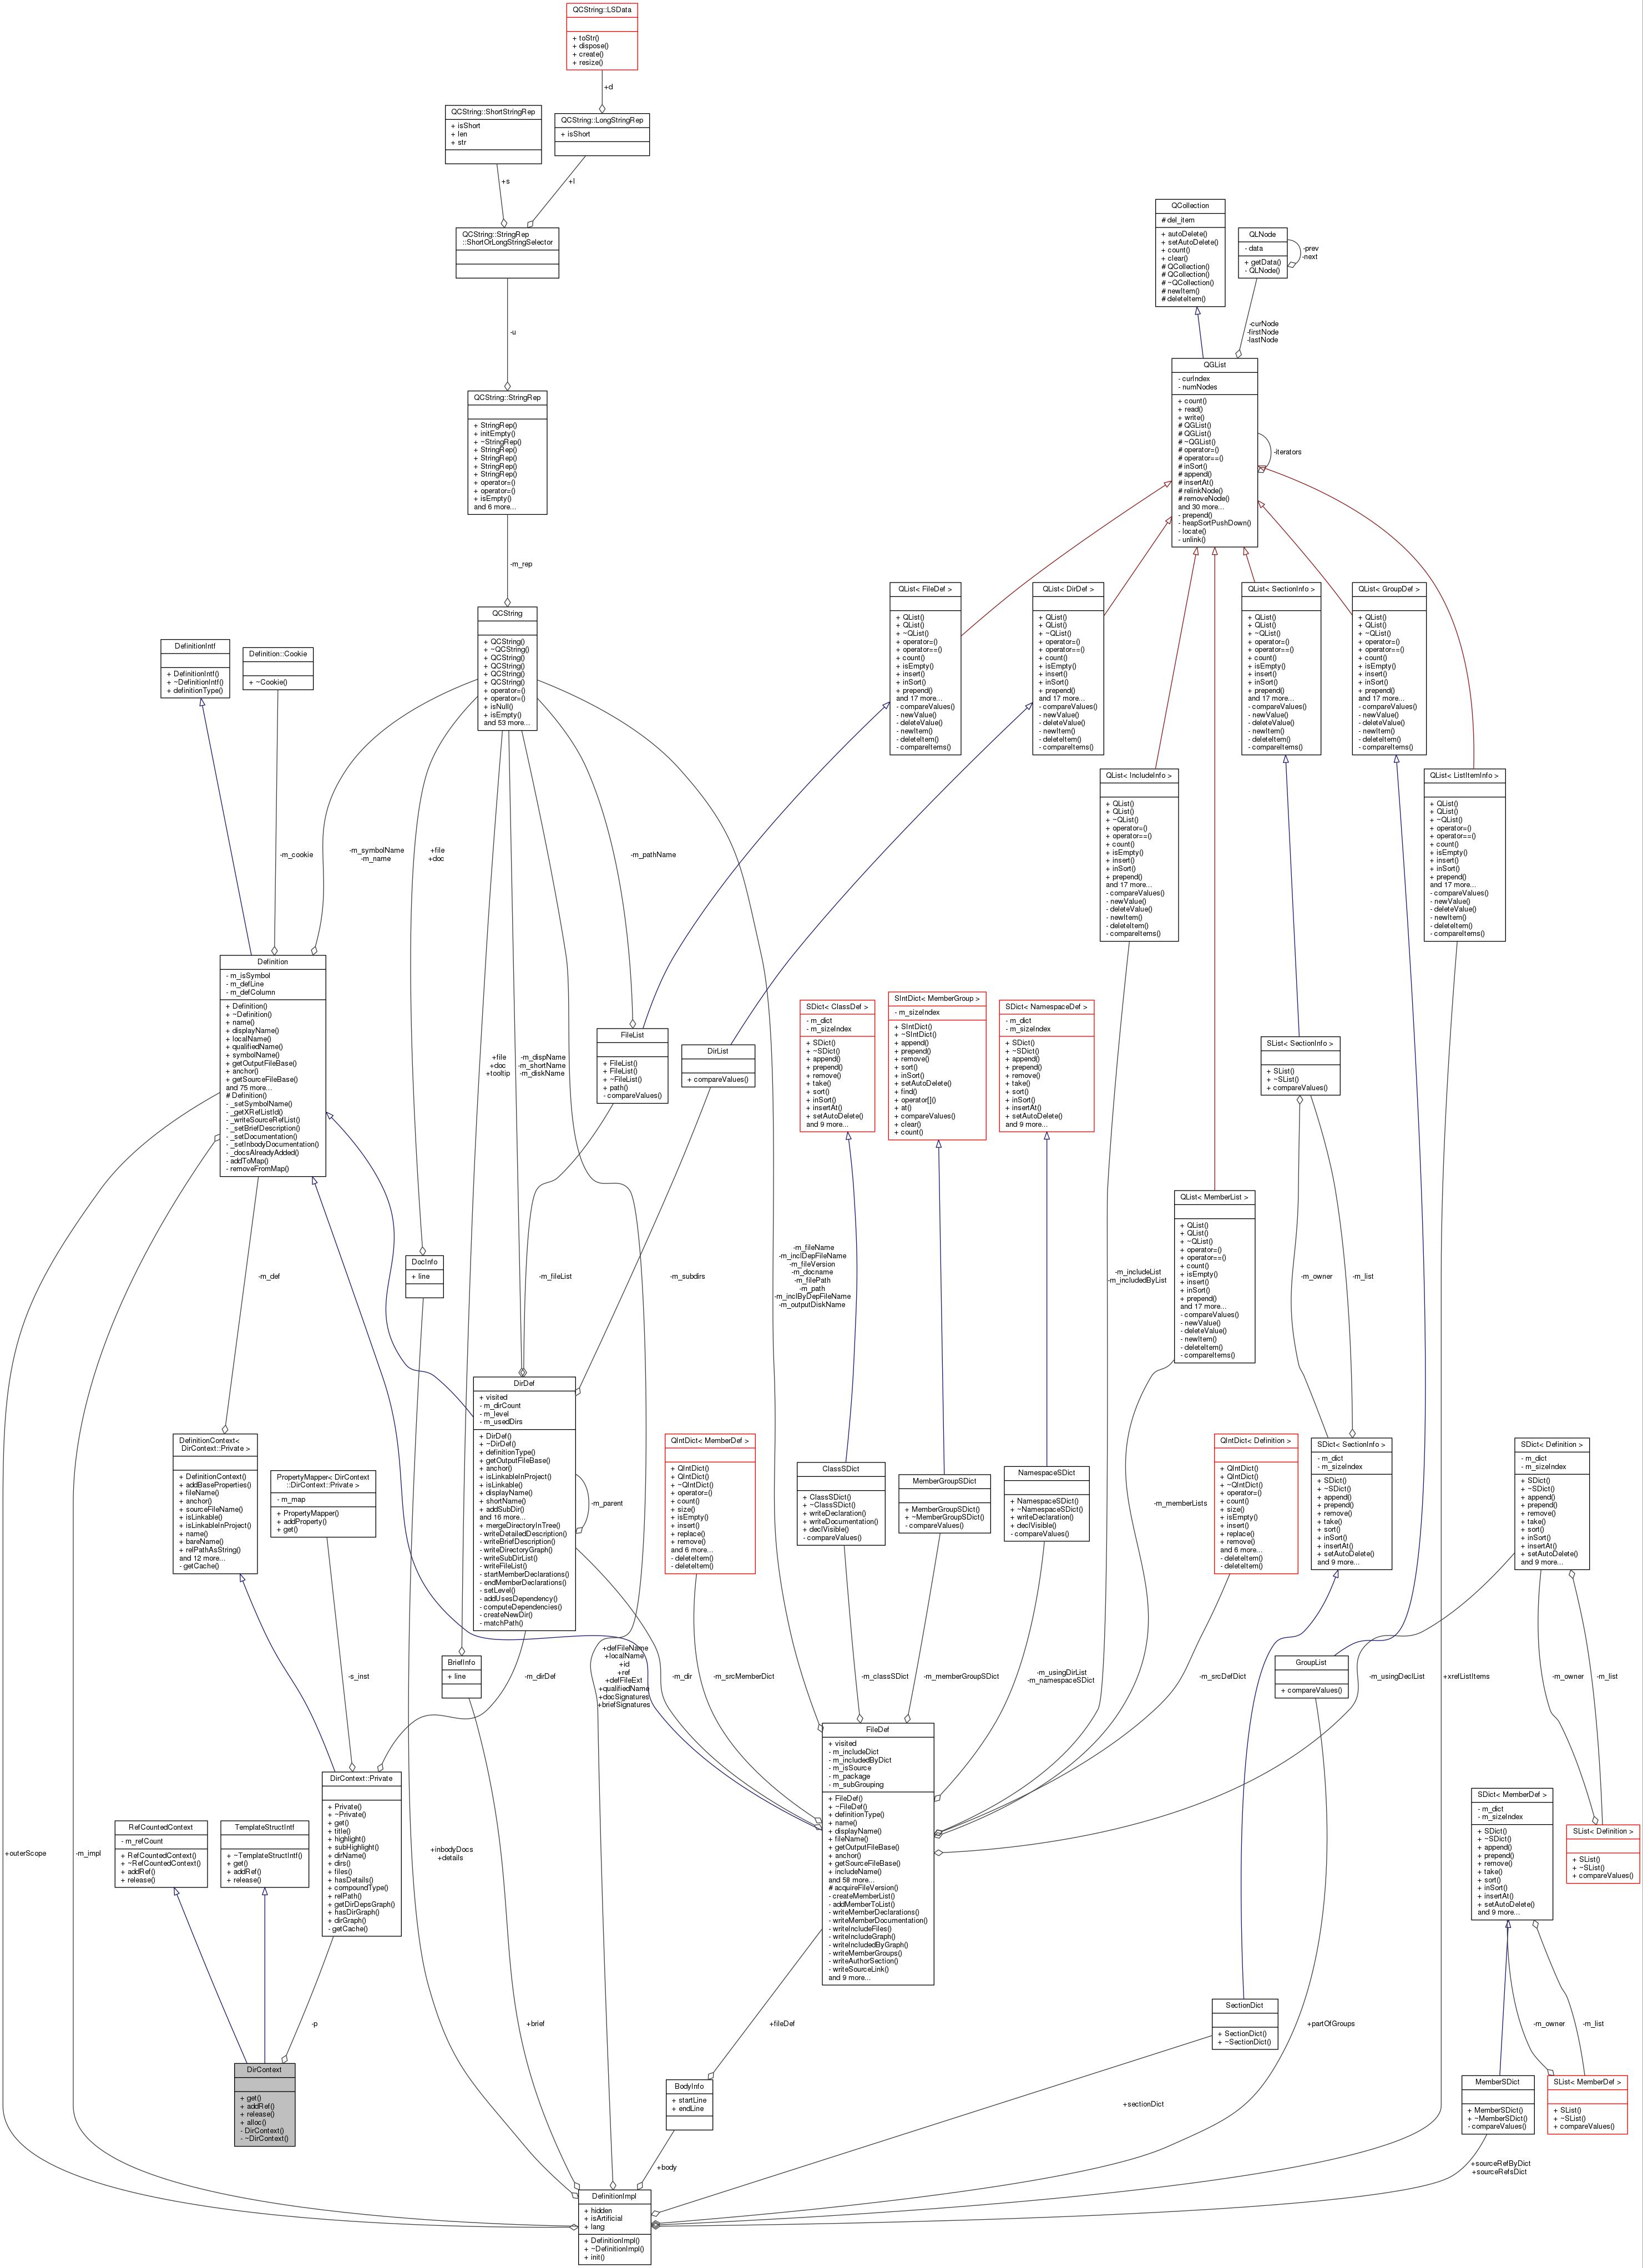 QCString::LSData
+ toStr()
+ dispose()
+ create()
+ resize()
+d
QCString::ShortStringRep
+ isShort
+ len
+ str
QCString::LongStringRep
+ isShort
+s
+l
QCString::StringRep
::ShortOrLongStringSelector
-u
QCString::StringRep
+ StringRep()
+ initEmpty()
+ ~StringRep()
+ StringRep()
+ StringRep()
+ StringRep()
+ StringRep()
+ operator=()
+ operator=()
+ isEmpty()
and 6 more...
-m_rep
QCString
+ QCString()
+ ~QCString()
+ QCString()
+ QCString()
+ QCString()
+ QCString()
+ operator=()
+ operator=()
+ isNull()
+ isEmpty()
and 53 more...
QCollection
# del_item
+ autoDelete()
+ setAutoDelete()
+ count()
+ clear()
# QCollection()
# QCollection()
# ~QCollection()
# newItem()
# deleteItem()
QLNode
- data
+ getData()
- QLNode()
-prev
-next
-curNode
-firstNode
-lastNode
QGList
- curIndex
- numNodes
+ count()
+ read()
+ write()
# QGList()
# QGList()
# ~QGList()
# operator=()
# operator==()
# inSort()
# append()
# insertAt()
# relinkNode()
# removeNode()
and 30 more...
- prepend()
- heapSortPushDown()
- locate()
- unlink()
-iterators
QList< FileDef >
+ QList()
+ QList()
+ ~QList()
+ operator=()
+ operator==()
+ count()
+ isEmpty()
+ insert()
+ inSort()
+ prepend()
and 17 more...
- compareValues()
- newValue()
- deleteValue()
- newItem()
- deleteItem()
- compareItems()
QList< DirDef >
+ QList()
+ QList()
+ ~QList()
+ operator=()
+ operator==()
+ count()
+ isEmpty()
+ insert()
+ inSort()
+ prepend()
and 17 more...
- compareValues()
- newValue()
- deleteValue()
- newItem()
- deleteItem()
- compareItems()
QList< SectionInfo >
+ QList()
+ QList()
+ ~QList()
+ operator=()
+ operator==()
+ count()
+ isEmpty()
+ insert()
+ inSort()
+ prepend()
and 17 more...
- compareValues()
- newValue()
- deleteValue()
- newItem()
- deleteItem()
- compareItems()
QList< GroupDef >
+ QList()
+ QList()
+ ~QList()
+ operator=()
+ operator==()
+ count()
+ isEmpty()
+ insert()
+ inSort()
+ prepend()
and 17 more...
- compareValues()
- newValue()
- deleteValue()
- newItem()
- deleteItem()
- compareItems()
DefinitionIntf
+ DefinitionIntf()
+ ~DefinitionIntf()
+ definitionType()
Definition::Cookie
+ ~Cookie()
QList< IncludeInfo >
+ QList()
+ QList()
+ ~QList()
+ operator=()
+ operator==()
+ count()
+ isEmpty()
+ insert()
+ inSort()
+ prepend()
and 17 more...
- compareValues()
- newValue()
- deleteValue()
- newItem()
- deleteItem()
- compareItems()
QList< ListItemInfo >
+ QList()
+ QList()
+ ~QList()
+ operator=()
+ operator==()
+ count()
+ isEmpty()
+ insert()
+ inSort()
+ prepend()
and 17 more...
- compareValues()
- newValue()
- deleteValue()
- newItem()
- deleteItem()
- compareItems()
-m_cookie
-m_symbolName
-m_name
+file
+doc
-m_pathName
Definition
- m_isSymbol
- m_defLine
- m_defColumn
+ Definition()
+ ~Definition()
+ name()
+ displayName()
+ localName()
+ qualifiedName()
+ symbolName()
+ getOutputFileBase()
+ anchor()
+ getSourceFileBase()
and 75 more...
# Definition()
- _setSymbolName()
- _getXRefListId()
- _writeSourceRefList()
- _setBriefDescription()
- _setDocumentation()
- _setInbodyDocumentation()
- _docsAlreadyAdded()
- addToMap()
- removeFromMap()
+file
+doc
+tooltip
-m_dispName
-m_shortName
-m_diskName
FileList
+ FileList()
+ FileList()
+ ~FileList()
+ path()
- compareValues()
DirList
+ compareValues()
SDict< ClassDef >
- m_dict
- m_sizeIndex
+ SDict()
+ ~SDict()
+ append()
+ prepend()
+ remove()
+ take()
+ sort()
+ inSort()
+ insertAt()
+ setAutoDelete()
and 9 more...
SIntDict< MemberGroup >
- m_sizeIndex
+ SIntDict()
+ ~SIntDict()
+ append()
+ prepend()
+ remove()
+ sort()
+ inSort()
+ setAutoDelete()
+ find()
+ operator[]()
+ at()
+ compareValues()
+ clear()
+ count()
SDict< NamespaceDef >
- m_dict
- m_sizeIndex
+ SDict()
+ ~SDict()
+ append()
+ prepend()
+ remove()
+ take()
+ sort()
+ inSort()
+ insertAt()
+ setAutoDelete()
and 9 more...
SList< SectionInfo >
+ SList()
+ ~SList()
+ compareValues()
QList< MemberList >
+ QList()
+ QList()
+ ~QList()
+ operator=()
+ operator==()
+ count()
+ isEmpty()
+ insert()
+ inSort()
+ prepend()
and 17 more...
- compareValues()
- newValue()
- deleteValue()
- newItem()
- deleteItem()
- compareItems()
-m_def
DocInfo
+ line
-m_fileList
-m_subdirs
-m_fileName
-m_inclDepFileName
-m_fileVersion
-m_docname
-m_filePath
-m_path
-m_inclByDepFileName
-m_outputDiskName
-m_includeList
-m_includedByList
-m_owner
-m_list
DirDef
+ visited
- m_dirCount
- m_level
- m_usedDirs
+ DirDef()
+ ~DirDef()
+ definitionType()
+ getOutputFileBase()
+ anchor()
+ isLinkableInProject()
+ isLinkable()
+ displayName()
+ shortName()
+ addSubDir()
and 16 more...
+ mergeDirectoryInTree()
- writeDetailedDescription()
- writeBriefDescription()
- writeDirectoryGraph()
- writeSubDirList()
- writeFileList()
- startMemberDeclarations()
- endMemberDeclarations()
- setLevel()
- addUsesDependency()
- computeDependencies()
- createNewDir()
- matchPath()
-m_parent
DefinitionContext<
DirContext::Private >
+ DefinitionContext()
+ addBaseProperties()
+ fileName()
+ anchor()
+ sourceFileName()
+ isLinkable()
+ isLinkableInProject()
+ name()
+ bareName()
+ relPathAsString()
and 12 more...
- getCache()
PropertyMapper< DirContext
::DirContext::Private >
- m_map
+ PropertyMapper()
+ addProperty()
+ get()
QIntDict< MemberDef >
+ QIntDict()
+ QIntDict()
+ ~QIntDict()
+ operator=()
+ count()
+ size()
+ isEmpty()
+ insert()
+ replace()
+ remove()
and 6 more...
- deleteItem()
- deleteItem()
ClassSDict
+ ClassSDict()
+ ~ClassSDict()
+ writeDeclaration()
+ writeDocumentation()
+ declVisible()
- compareValues()
MemberGroupSDict
+ MemberGroupSDict()
+ ~MemberGroupSDict()
- compareValues()
NamespaceSDict
+ NamespaceSDict()
+ ~NamespaceSDict()
+ writeDeclaration()
+ declVisible()
- compareValues()
-m_memberLists
QIntDict< Definition >
+ QIntDict()
+ QIntDict()
+ ~QIntDict()
+ operator=()
+ count()
+ size()
+ isEmpty()
+ insert()
+ replace()
+ remove()
and 6 more...
- deleteItem()
- deleteItem()
SDict< SectionInfo >
- m_dict
- m_sizeIndex
+ SDict()
+ ~SDict()
+ append()
+ prepend()
+ remove()
+ take()
+ sort()
+ inSort()
+ insertAt()
+ setAutoDelete()
and 9 more...
SDict< Definition >
- m_dict
- m_sizeIndex
+ SDict()
+ ~SDict()
+ append()
+ prepend()
+ remove()
+ take()
+ sort()
+ inSort()
+ insertAt()
+ setAutoDelete()
and 9 more...
-s_inst
BriefInfo
+ line
-m_dirDef
+defFileName
+localName
+id
+ref
+defFileExt
+qualifiedName
+docSignatures
+briefSignatures
-m_dir
-m_srcMemberDict
-m_classSDict
-m_memberGroupSDict
-m_usingDirList
-m_namespaceSDict
-m_srcDefDict
GroupList
+ compareValues()
-m_usingDeclList
+xrefListItems
-m_owner
-m_list
FileDef
+ visited
- m_includeDict
- m_includedByDict
- m_isSource
- m_package
- m_subGrouping
+ FileDef()
+ ~FileDef()
+ definitionType()
+ name()
+ displayName()
+ fileName()
+ getOutputFileBase()
+ anchor()
+ getSourceFileBase()
+ includeName()
and 58 more...
# acquireFileVersion()
- createMemberList()
- addMemberToList()
- writeMemberDeclarations()
- writeMemberDocumentation()
- writeIncludeFiles()
- writeIncludeGraph()
- writeIncludedByGraph()
- writeMemberGroups()
- writeAuthorSection()
- writeSourceLink()
and 9 more...
DirContext::Private
+ Private()
+ ~Private()
+ get()
+ title()
+ highlight()
+ subHighlight()
+ dirName()
+ dirs()
+ files()
+ hasDetails()
+ compoundType()
+ relPath()
+ getDirDepsGraph()
+ hasDirGraph()
+ dirGraph()
- getCache()
RefCountedContext
- m_refCount
+ RefCountedContext()
+ ~RefCountedContext()
+ addRef()
+ release()
TemplateStructIntf
+ ~TemplateStructIntf()
+ get()
+ addRef()
+ release()
+outerScope
-m_impl
+inbodyDocs
+details
SDict< MemberDef >
- m_dict
- m_sizeIndex
+ SDict()
+ ~SDict()
+ append()
+ prepend()
+ remove()
+ take()
+ sort()
+ inSort()
+ insertAt()
+ setAutoDelete()
and 9 more...
SList< Definition >
+ SList()
+ ~SList()
+ compareValues()
-p
+brief
+fileDef
SectionDict
+ SectionDict()
+ ~SectionDict()
+partOfGroups
-m_owner
-m_list
DirContext
+ get()
+ addRef()
+ release()
+ alloc()
- DirContext()
- ~DirContext()
BodyInfo
+ startLine
+ endLine
+sectionDict
MemberSDict
+ MemberSDict()
+ ~MemberSDict()
- compareValues()
SList< MemberDef >
+ SList()
+ ~SList()
+ compareValues()
+body
+sourceRefByDict
+sourceRefsDict
DefinitionImpl
+ hidden
+ isArtificial
+ lang
+ DefinitionImpl()
+ ~DefinitionImpl()
+ init()